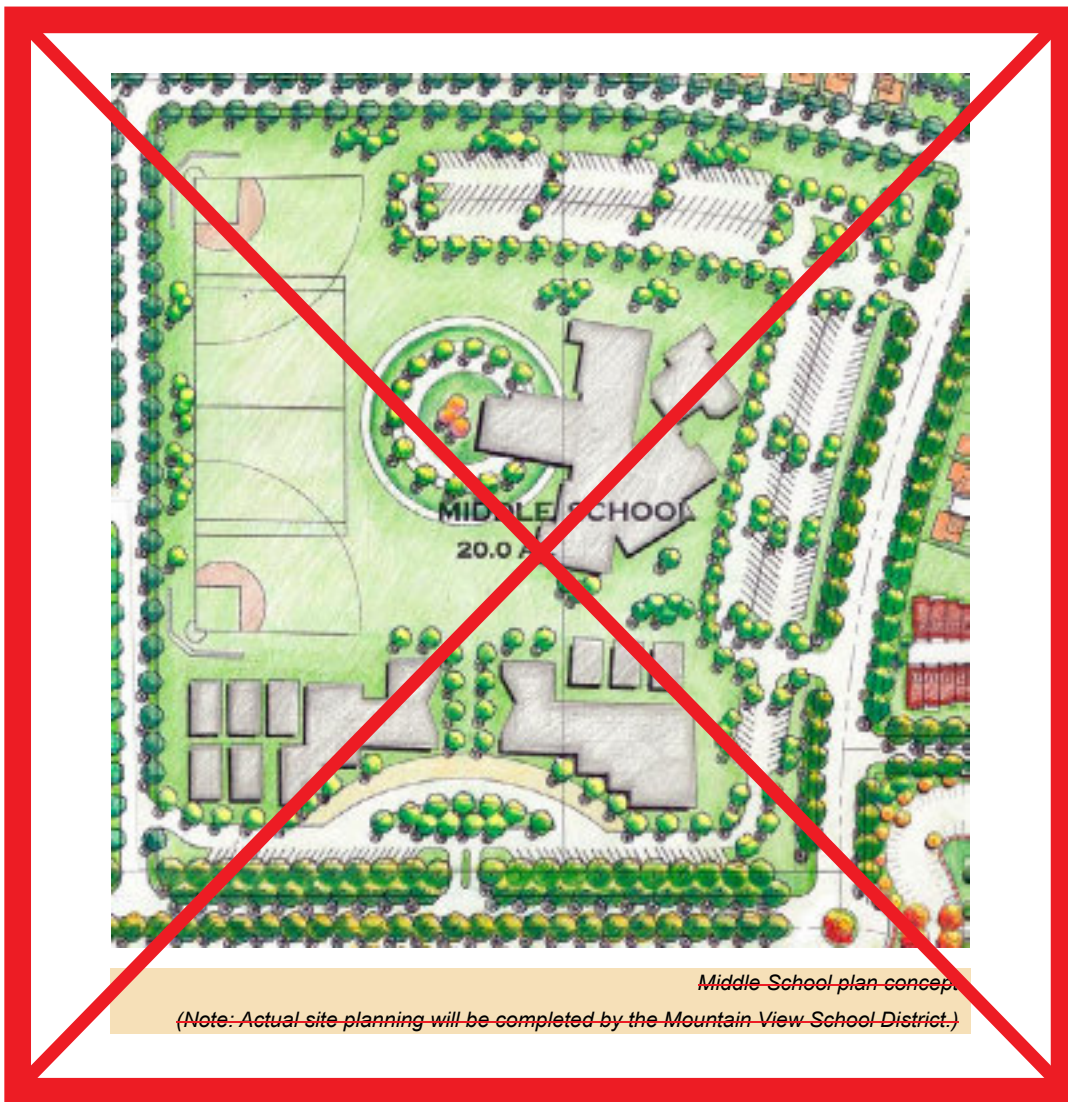 MIDDLE SCHOOL
20.0 A
Middle School plan concept
(Note: Actual site planning will be completed by the Mountain View School District.)